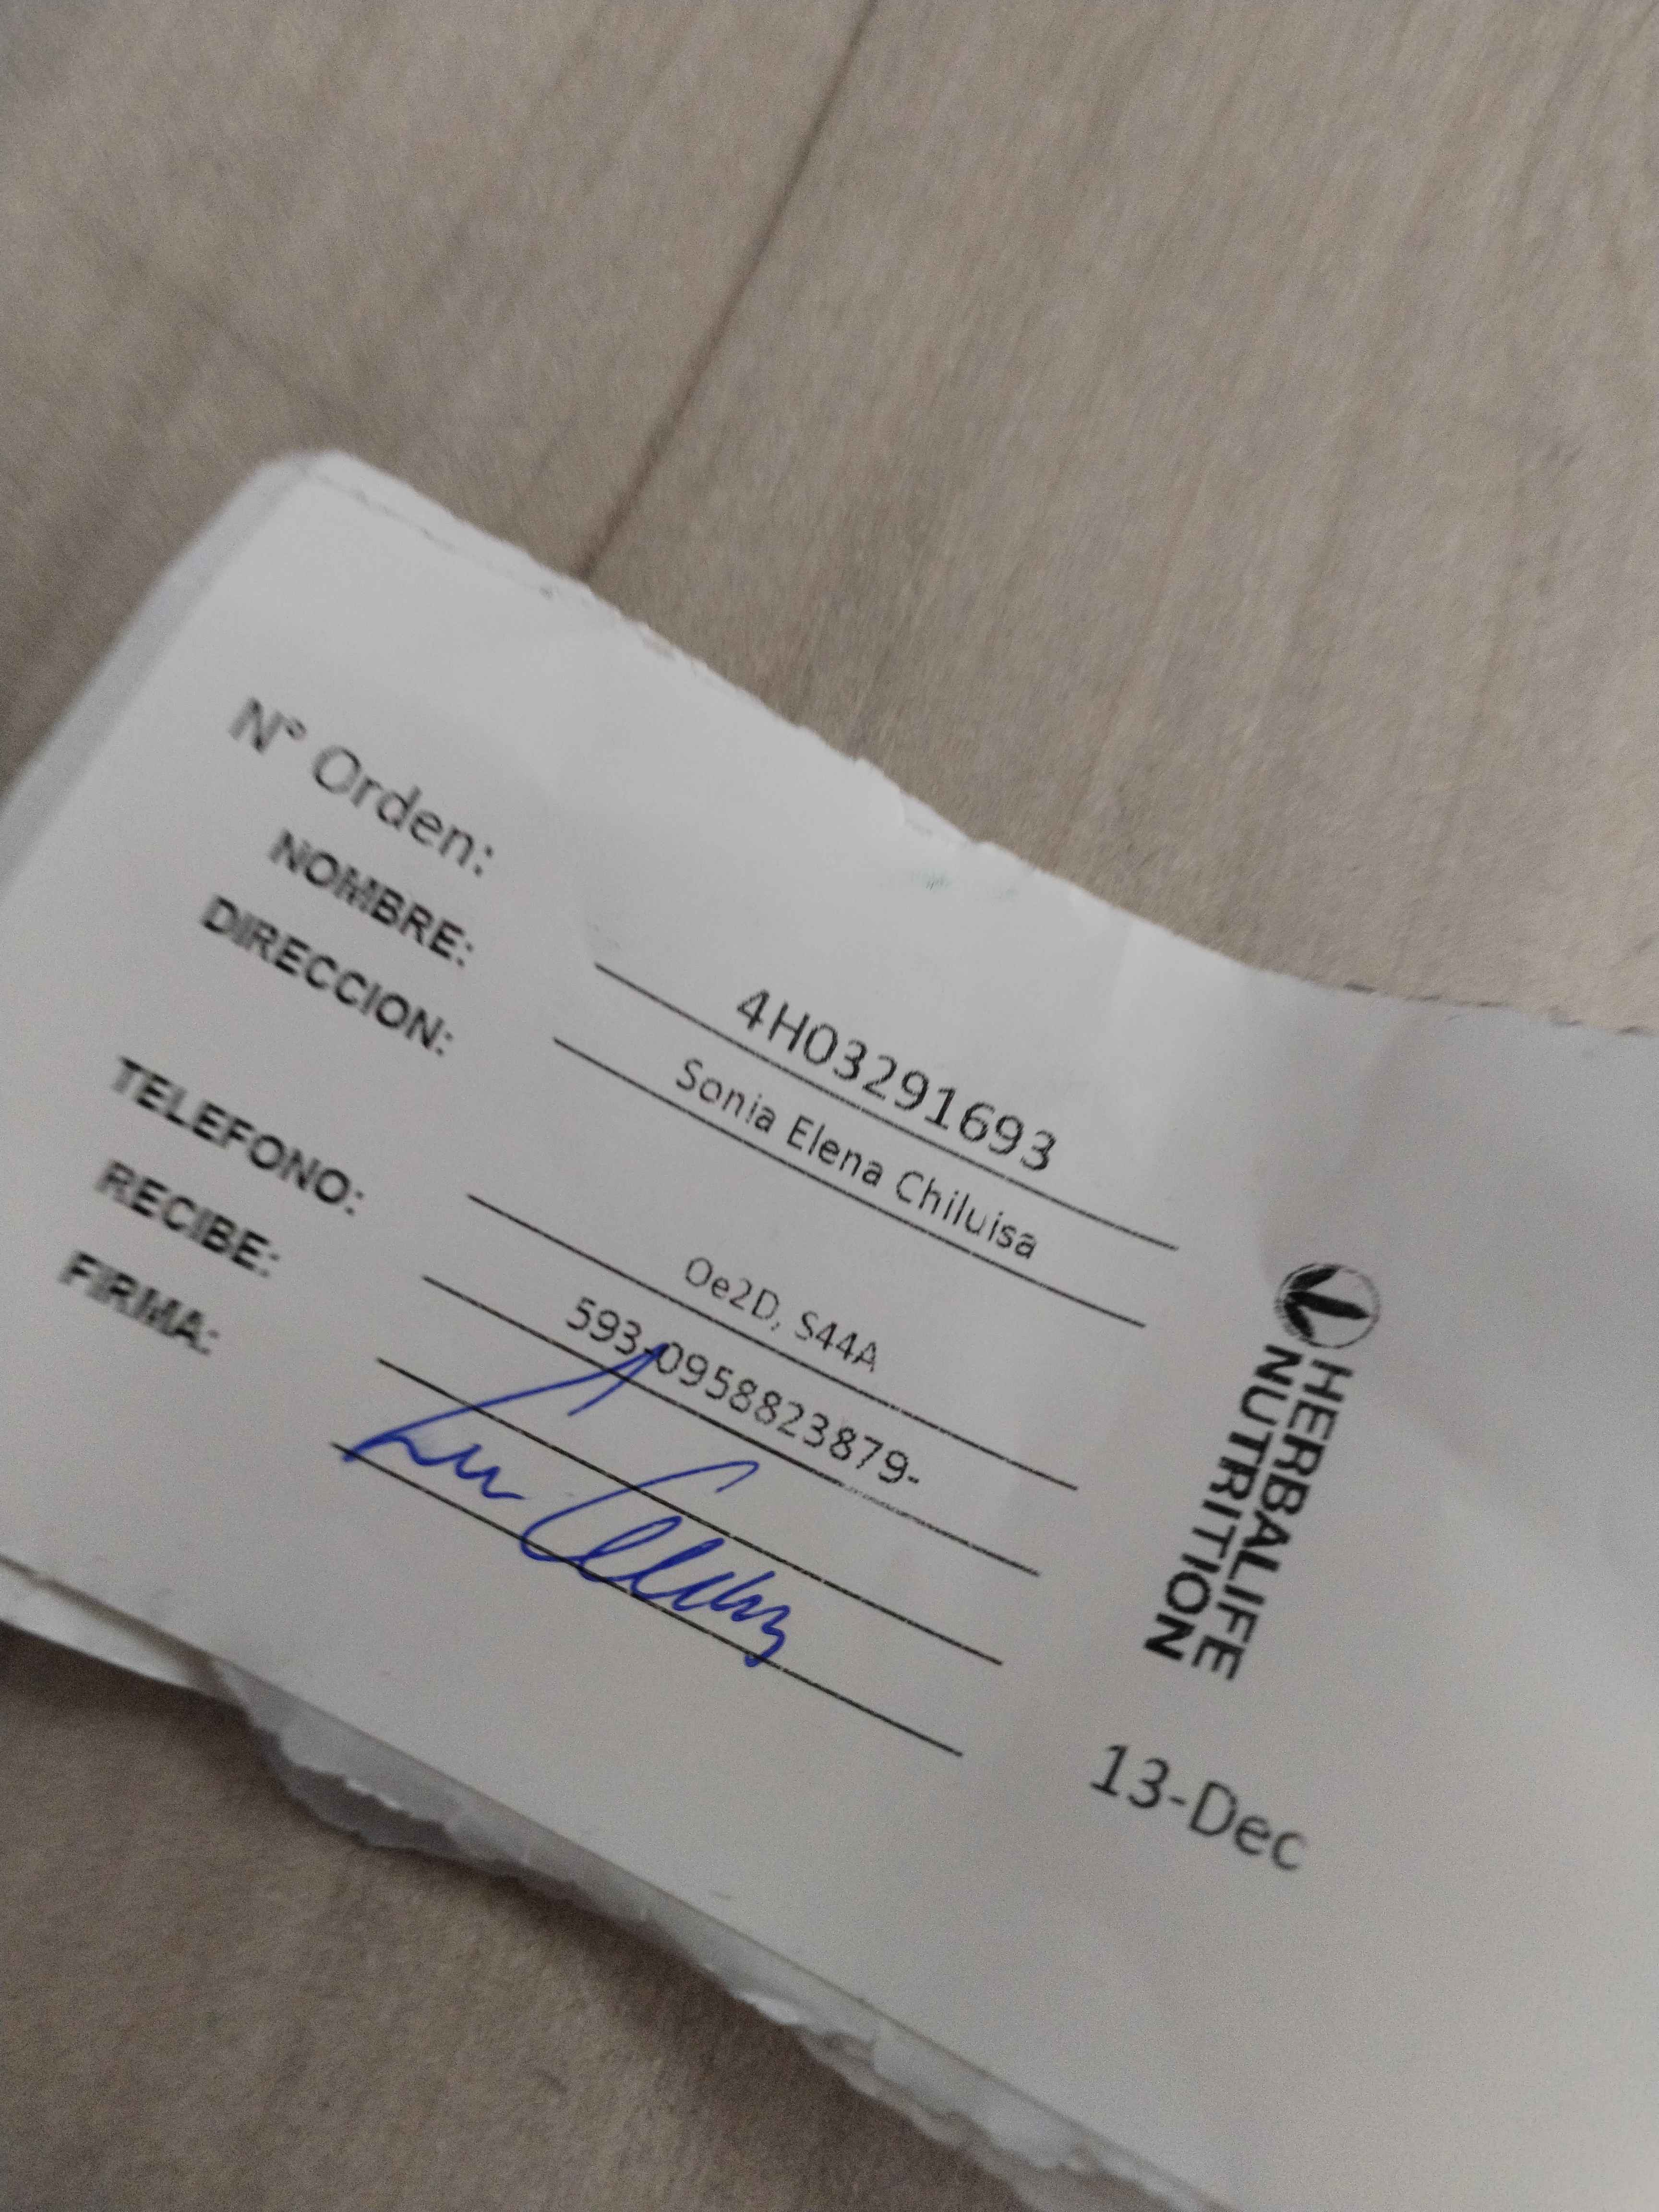 N° Orden: 4H03291693
NOMBRE: Sonia Elena Chiluisa
DIRECCION: Oe2D, S44A
TELEFONO: 593-0958823879-
RECIBE:
FIRMA:
HERBALIFE
NUTRITION
13-Dec